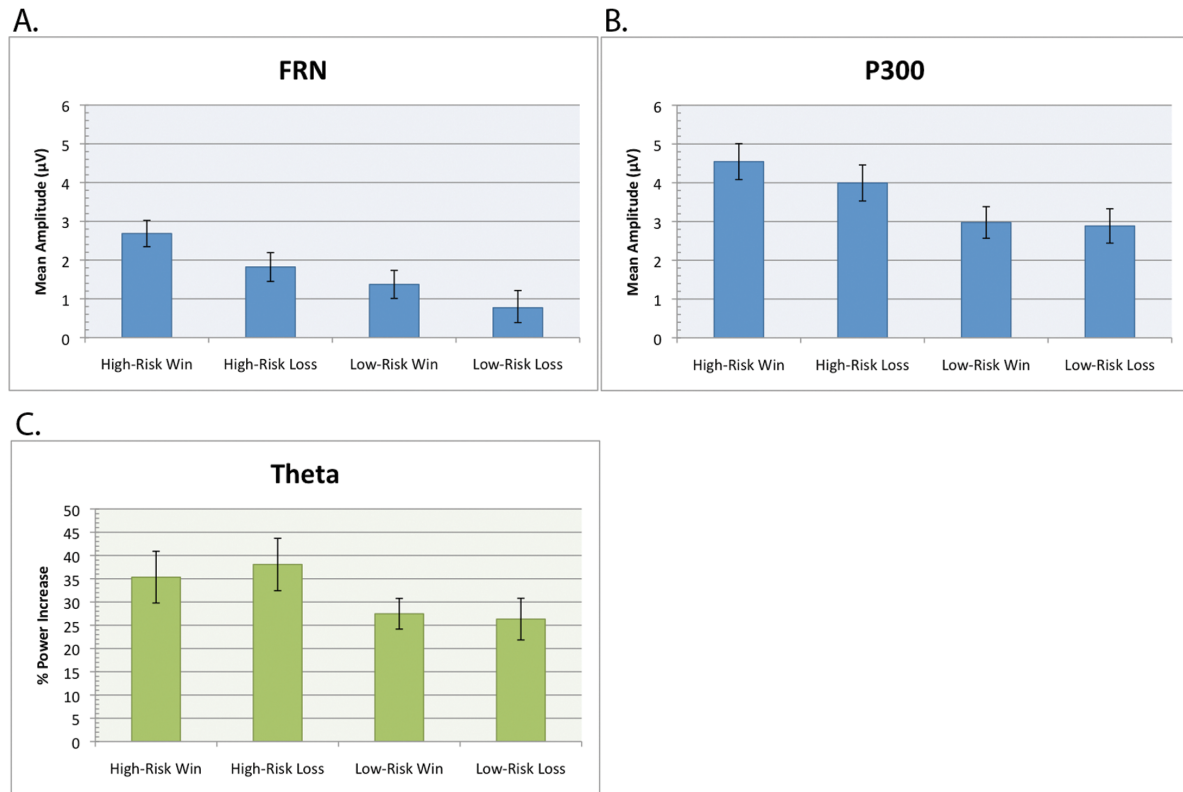 A.
FRN
Mean Amplitude (μV)
6
5
4
3
2
1
0
High-Risk Win
High-Risk Loss
Low-Risk Win
Low-Risk Loss
B.
P300
Mean Amplitude (μV)
6
5
4
3
2
1
0
High-Risk Win
High-Risk Loss
Low-Risk Win
Low-Risk Loss
C.
Theta
% Power Increase
50
45
40
35
30
25
20
15
10
5
0
High-Risk Win
High-Risk Loss
Low-Risk Win
Low-Risk Loss